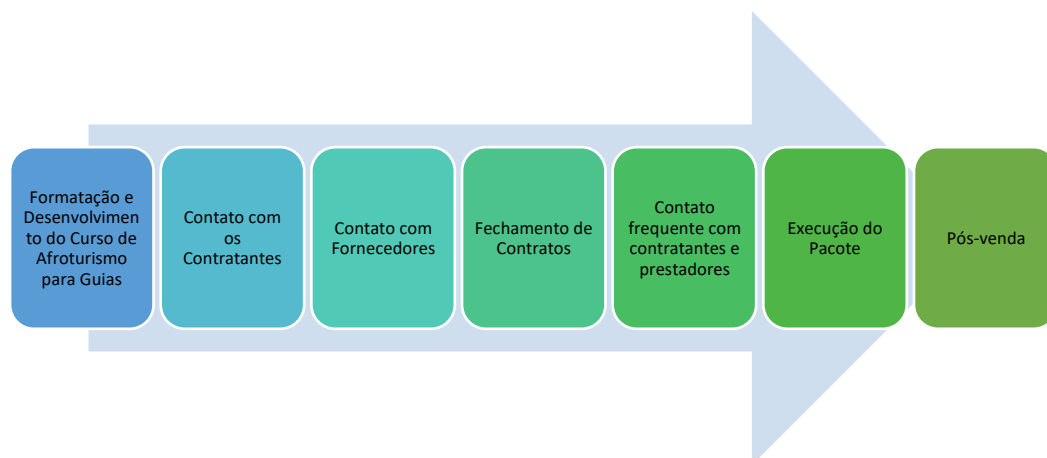 Formatação e
Desenvolvimen
to do Curso de
Afroturismo
para Guias
Contato com
os
Contratantes
Contato com
Fornecedores
Fechamento de
Contratos
Contato
frequente com
contratantes e
prestadores
Execução do
Pacote
Pós-venda